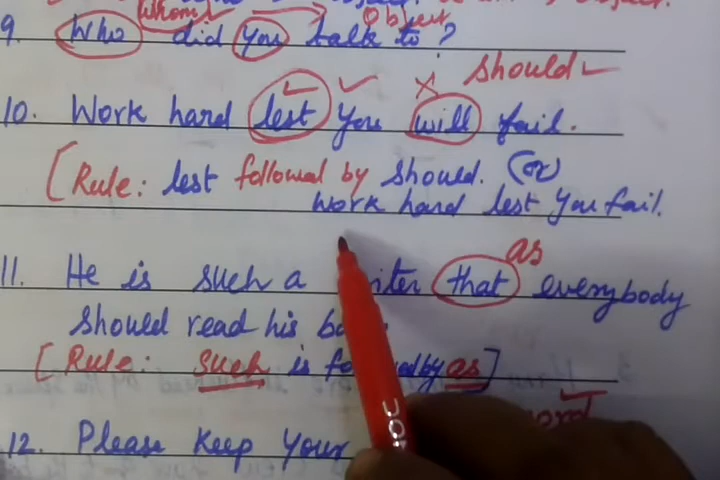 whom Object
9. Who did you talk to?
should
10. Work hard lest you will fail.
[Rule: lest followed by should. (or)
Work hard lest you fail.
as
11. He is such a that everybody
should read his
[Rule: such is by as]
12. Please keep your